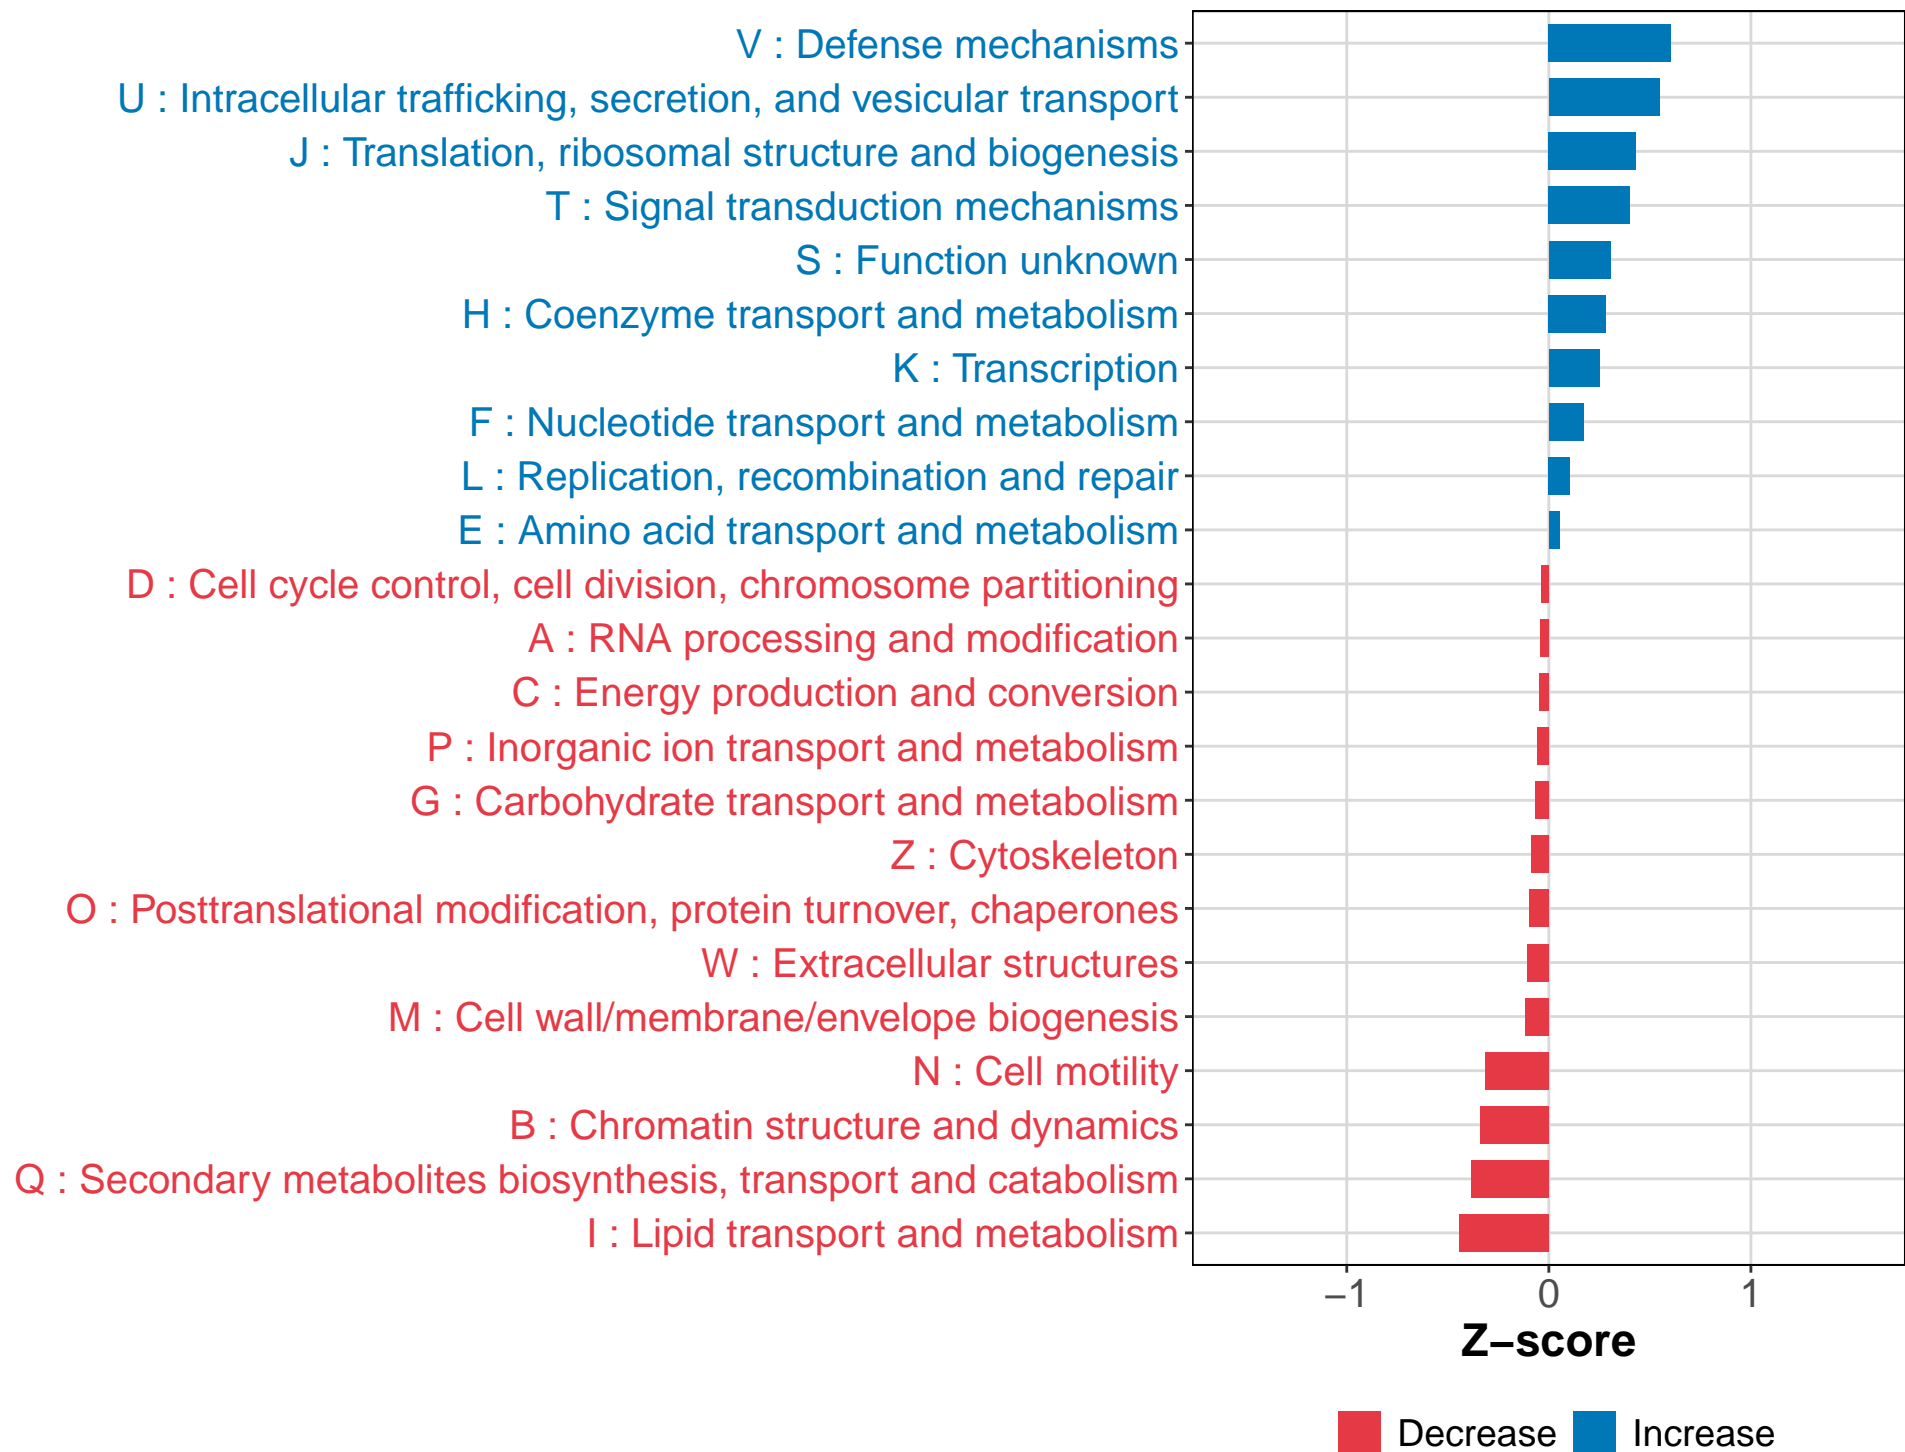 V : Defense mechanisms
U : Intracellular trafficking, secretion, and vesicular transport
J : Translation, ribosomal structure and biogenesis
T : Signal transduction mechanisms
S : Function unknown
H : Coenzyme transport and metabolism
K : Transcription
F : Nucleotide transport and metabolism
L : Replication, recombination and repair
E : Amino acid transport and metabolism
D : Cell cycle control, cell division, chromosome partitioning
A : RNA processing and modification
C : Energy production and conversion
P : Inorganic ion transport and metabolism
G : Carbohydrate transport and metabolism
Z : Cytoskeleton
O : Posttranslational modification, protein turnover, chaperones
W : Extracellular structures
M : Cell wall/membrane/envelope biogenesis
N : Cell motility
B : Chromatin structure and dynamics
Q : Secondary metabolites biosynthesis, transport and catabolism
I : Lipid transport and metabolism
−1 0 1
Z−score
Decrease Increase